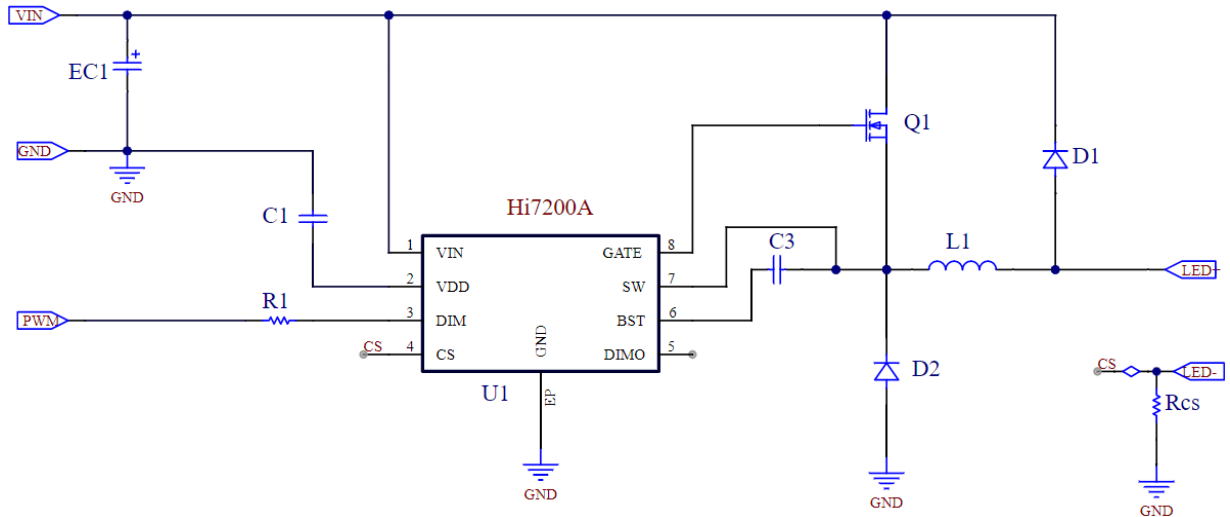 VIN
EC1
Q1
GND
D1
GND
Hi7200A
C1
C3
L1
1 VIN GATE 8
2 VDD SW 7
LED+
R1
PWM
3 DIM BST 6
CS 4 CS GND DIMO 5
D2
CS LED-
U1
EP
Rcs
GND
GND
GND